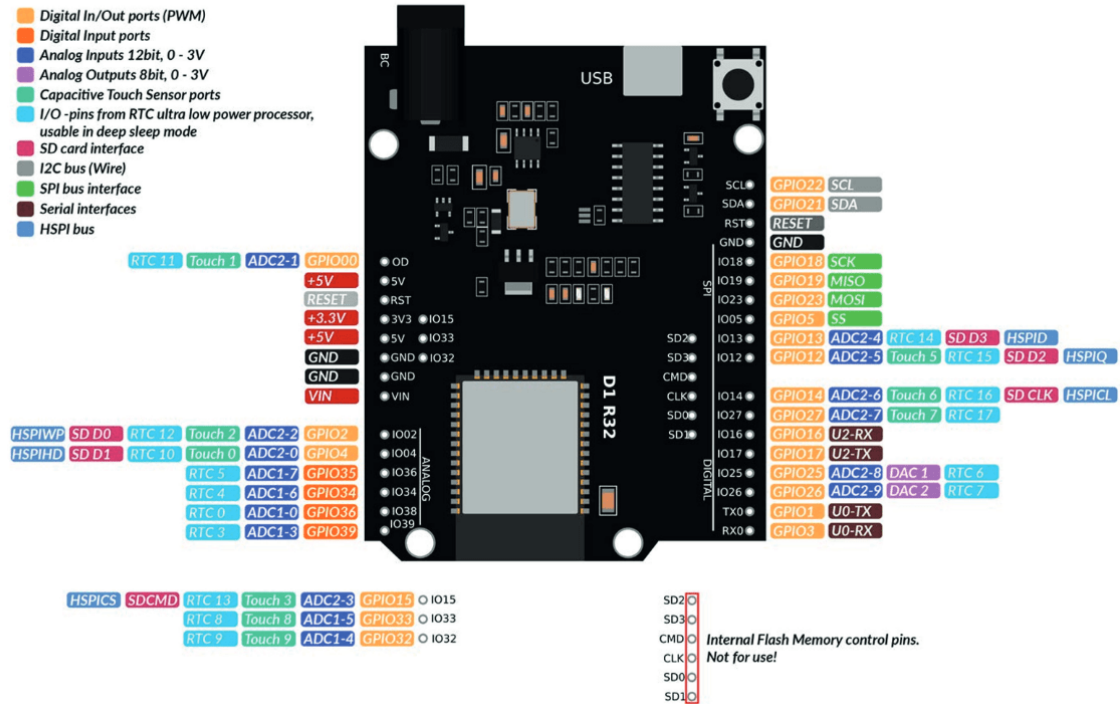 Digital In/Out ports (PWM)
Digital Input ports
Analog Inputs 12bit, 0 - 3V
Analog Outputs 8bit, 0 - 3V
Capacitive Touch Sensor ports
I/O -pins from RTC ultra low power processor,
usable in deep sleep mode
SD card interface
I2C bus (Wire)
SPI bus interface
Serial interfaces
HSPI bus
BC
USB
RTC 11 Touch 1 ADC2-1 GPIO00 OD
+5V 5V
RESET RST
+3.3V 3V3 IO15
+5V 5V IO33
GND GND IO32
GND GND
VIN VIN
HSPIWP SD D0 RTC 12 Touch 2 ADC2-2 GPIO2 IO02
HSPIHD SD D1 RTC 10 Touch 0 ADC2-0 GPIO4 IO04
RTC 5 ADC1-7 GPIO35 IO36
RTC 4 ADC1-6 GPIO34 IO34
RTC 0 ADC1-0 GPIO36 IO38
RTC 3 ADC1-3 GPIO39 IO39
ANALOG
D1 R32
SD2
SD3
CMD
CLK
SD0
SD1
SPI
DIGITAL
SCL GPIO22 SCL
SDA GPIO21 SDA
RST RESET
GND GND
IO18 GPIO18 SCK
IO19 GPIO19 MISO
IO23 GPIO23 MOSI
IO05 GPIO5 SS
IO13 GPIO13 ADC2-4 RTC 14 SD D3 HSPID
IO12 GPIO12 ADC2-5 Touch 5 RTC 15 SD D2 HSPIQ
IO14 GPIO14 ADC2-6 Touch 6 RTC 16 SD CLK HSPICL
IO27 GPIO27 ADC2-7 Touch 7 RTC 17
IO16 GPIO16 U2-RX
IO17 GPIO17 U2-TX
IO25 GPIO25 ADC2-8 DAC 1 RTC 6
IO26 GPIO26 ADC2-9 DAC 2 RTC 7
TX0 GPIO1 U0-TX
RX0 GPIO3 U0-RX
HSPICS SDCMD RTC 13 Touch 3 ADC2-3 GPIO15 IO15
RTC 8 Touch 8 ADC1-5 GPIO33 IO33
RTC 9 Touch 9 ADC1-4 GPIO32 IO32
SD2
SD3
CMD
CLK
SD0
SD1
Internal Flash Memory control pins.
Not for use!